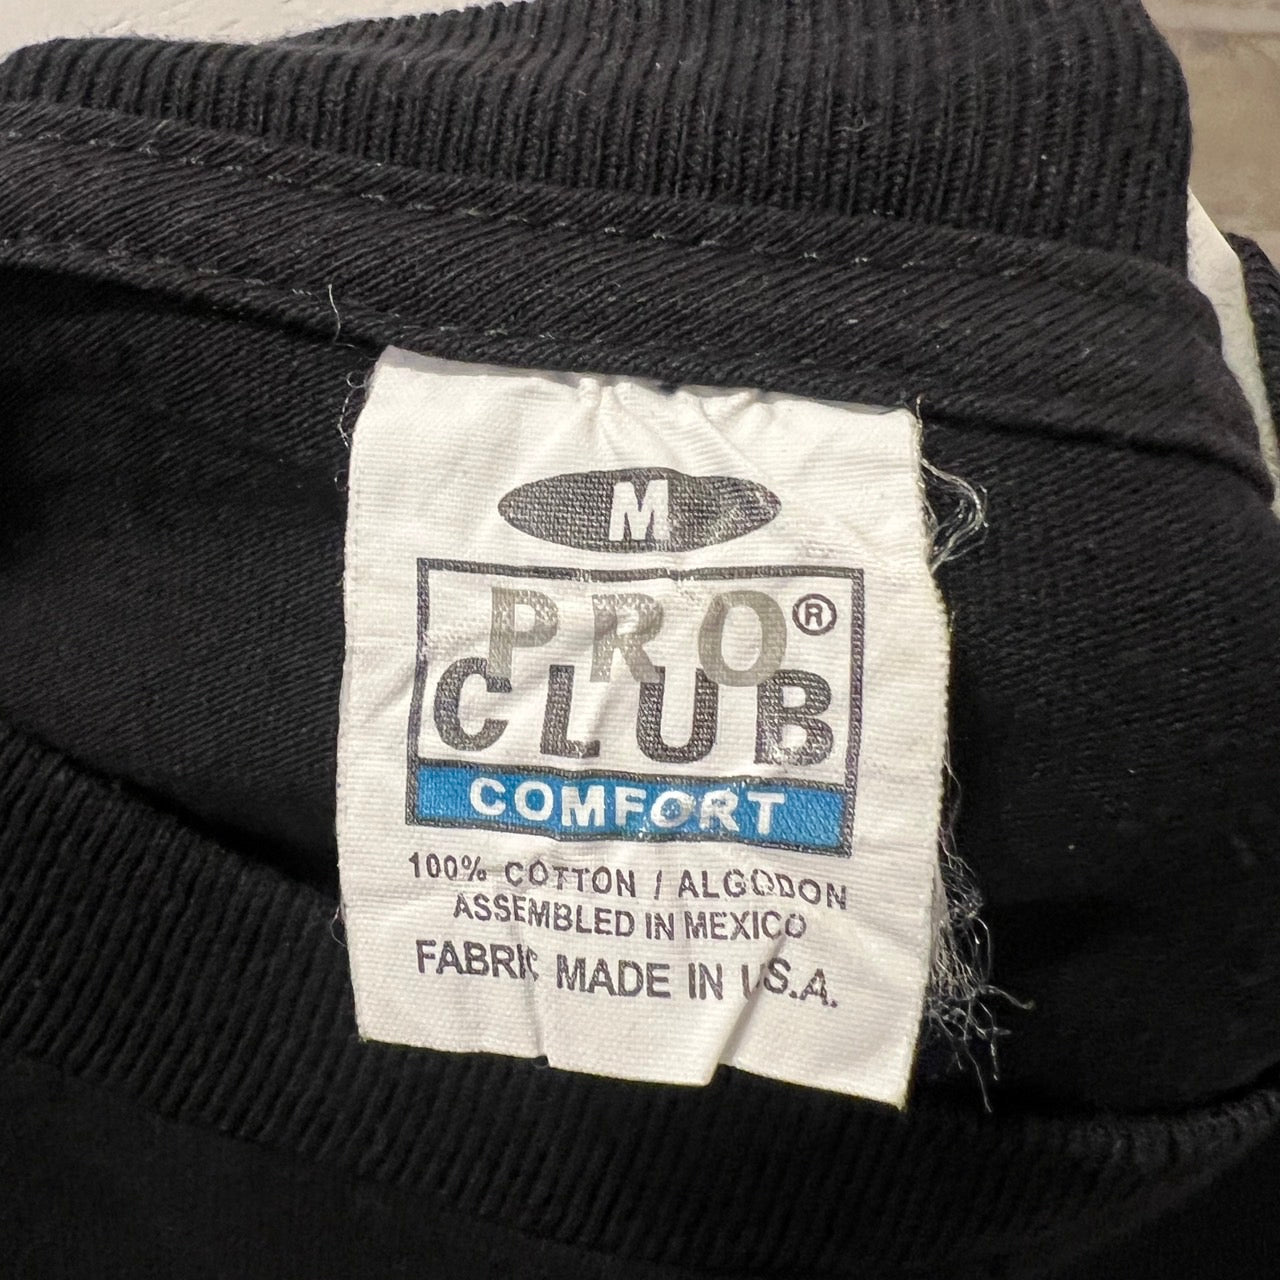 M
PRO®
CLUB
COMFORT
100% COTTON / ALGODON
ASSEMBLED IN MEXICO
FABRIC MADE IN U.S.A.